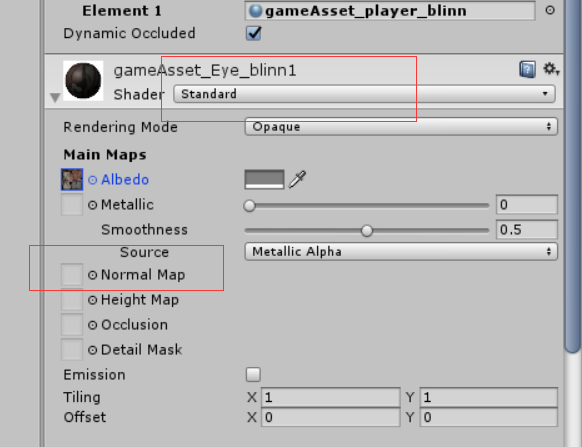 Element 1 gameAsset_player_blinn
Dynamic Occluded
gameAsset_Eye_blinn1
Shader Standard
Rendering Mode Opaque
Main Maps
Albedo
Metallic 0
Smoothness 0.5
Source Metallic Alpha
Normal Map
Height Map
Occlusion
Detail Mask
Emission
Tiling X 1 Y 1
Offset X 0 Y 0